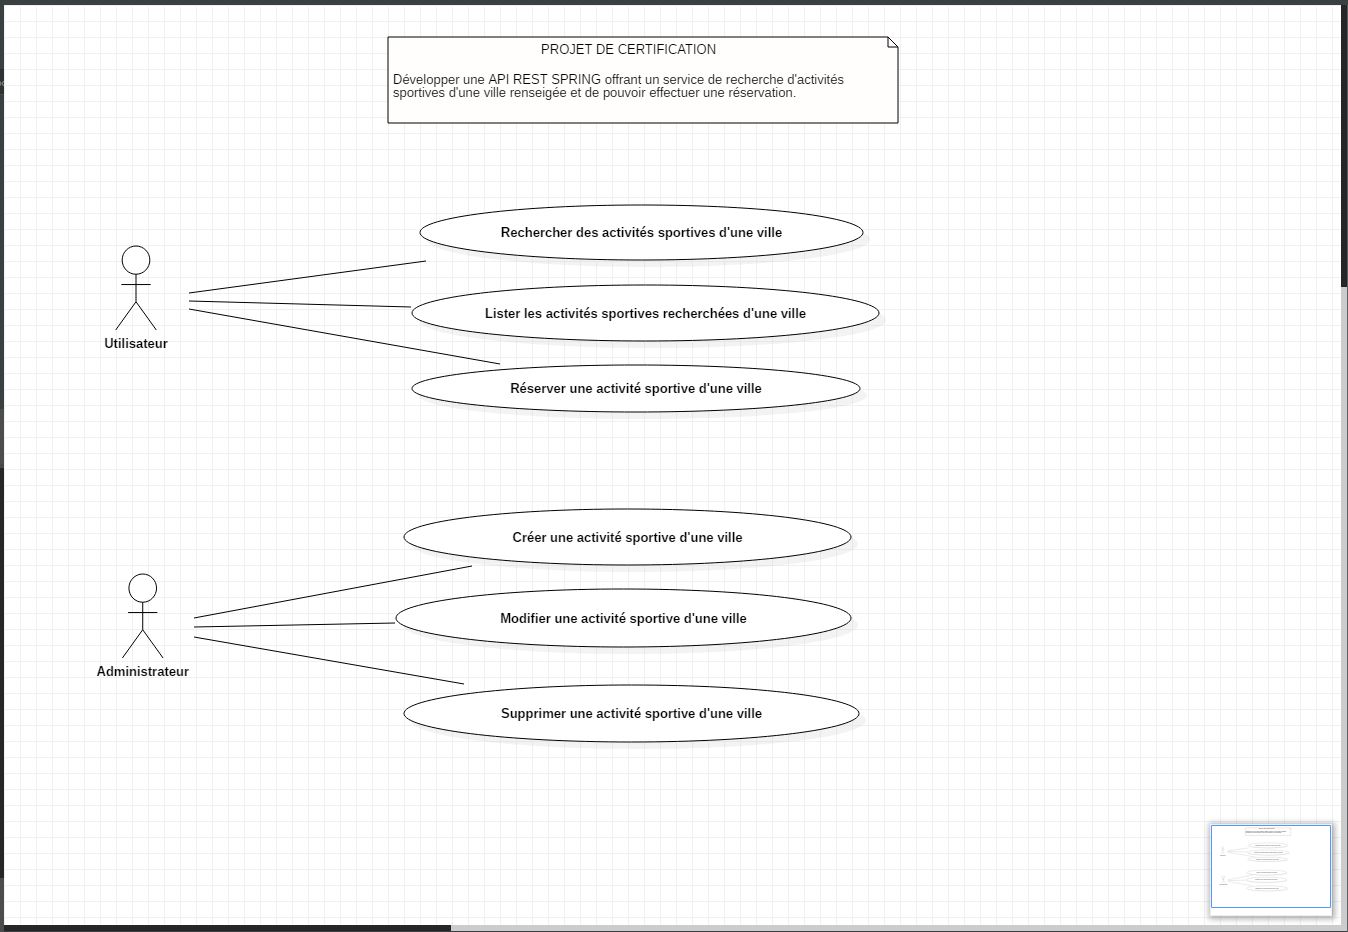 PROJET DE CERTIFICATION
Développer une API REST SPRING offrant un service de recherche d'activités
sportives d'une ville renseigée et de pouvoir effectuer une réservation.
Rechercher des activités sportives d'une ville
Lister les activités sportives recherchées d'une ville
Utilisateur
Réserver une activité sportive d'une ville
Créer une activité sportive d'une ville
Modifier une activité sportive d'une ville
Administrateur
Supprimer une activité sportive d'une ville